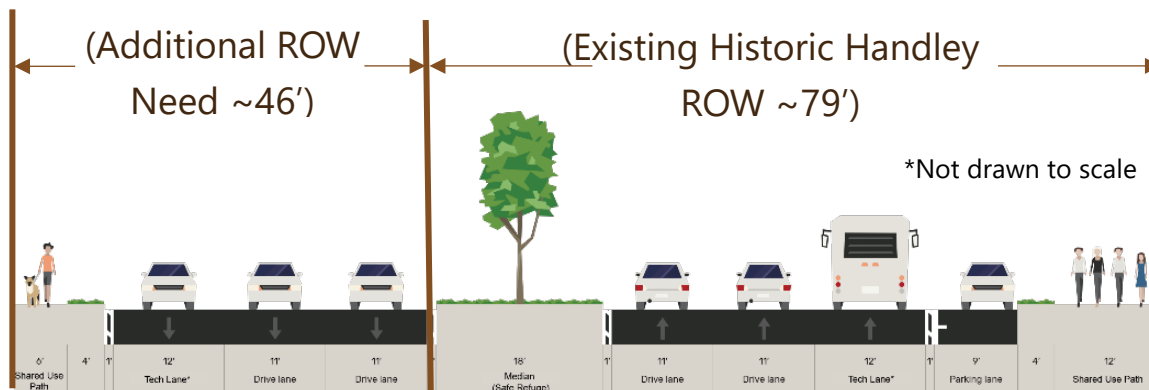 (Additional ROW
Need ~46’)
(Existing Historic Handley
ROW ~79’)
*Not drawn to scale
6’ 4’ 1’ 12’ 11’ 11’ 18’ 1’ 11’ 11’ 12’ 1’ 9’ 4’ 12’
Shared Use Path
Tech Lane*
Drive lane
Drive lane
Median
(Safe Refuge)
Drive lane
Drive lane
Tech Lane*
Parking lane
Shared Use Path